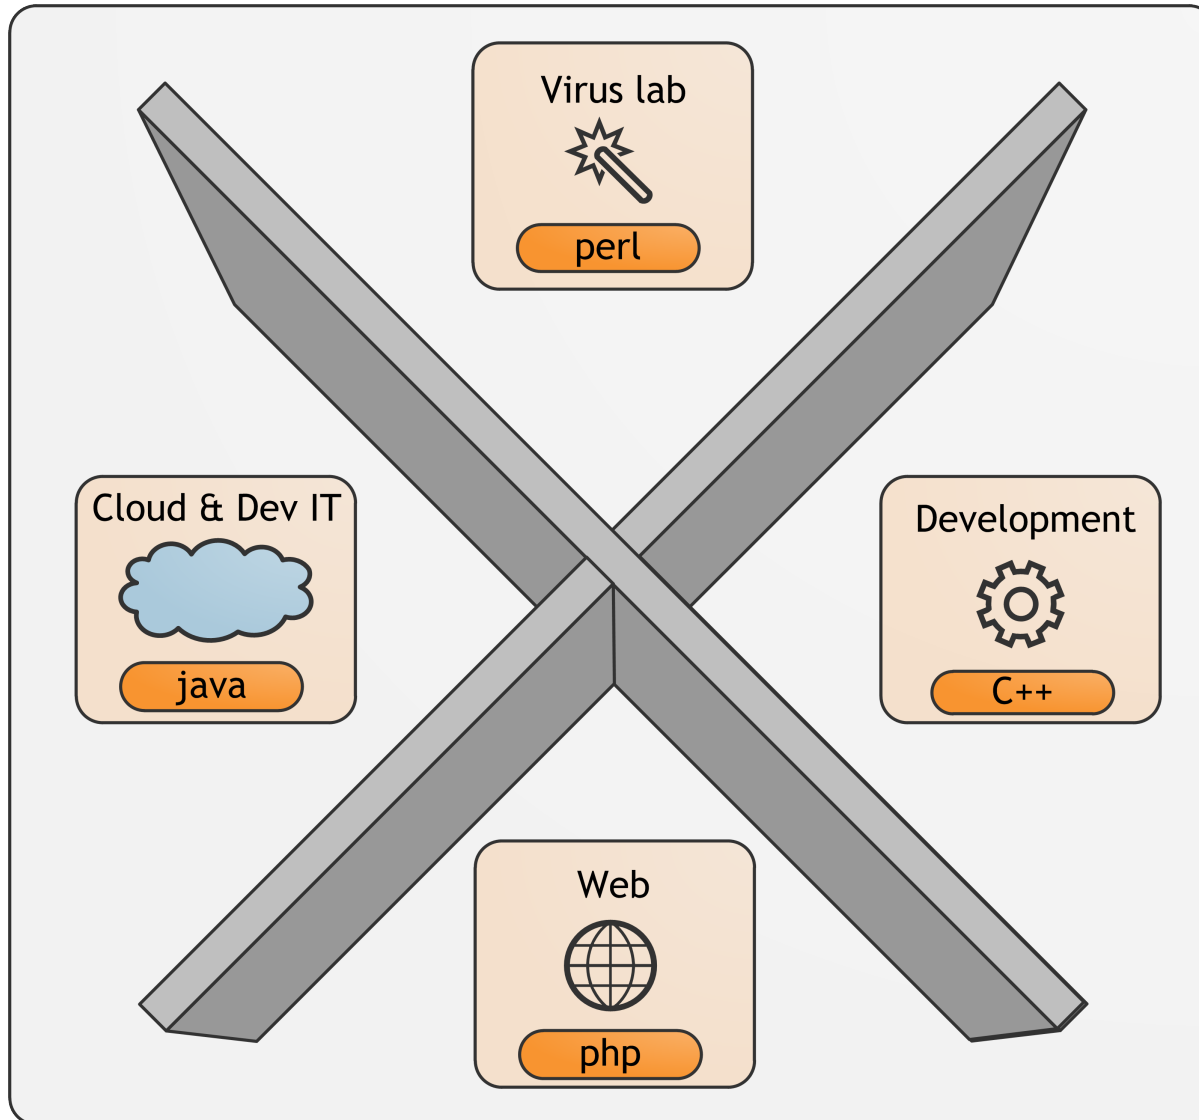 Virus lab
perl
Cloud & Dev IT
java
Development
C++
Web
php